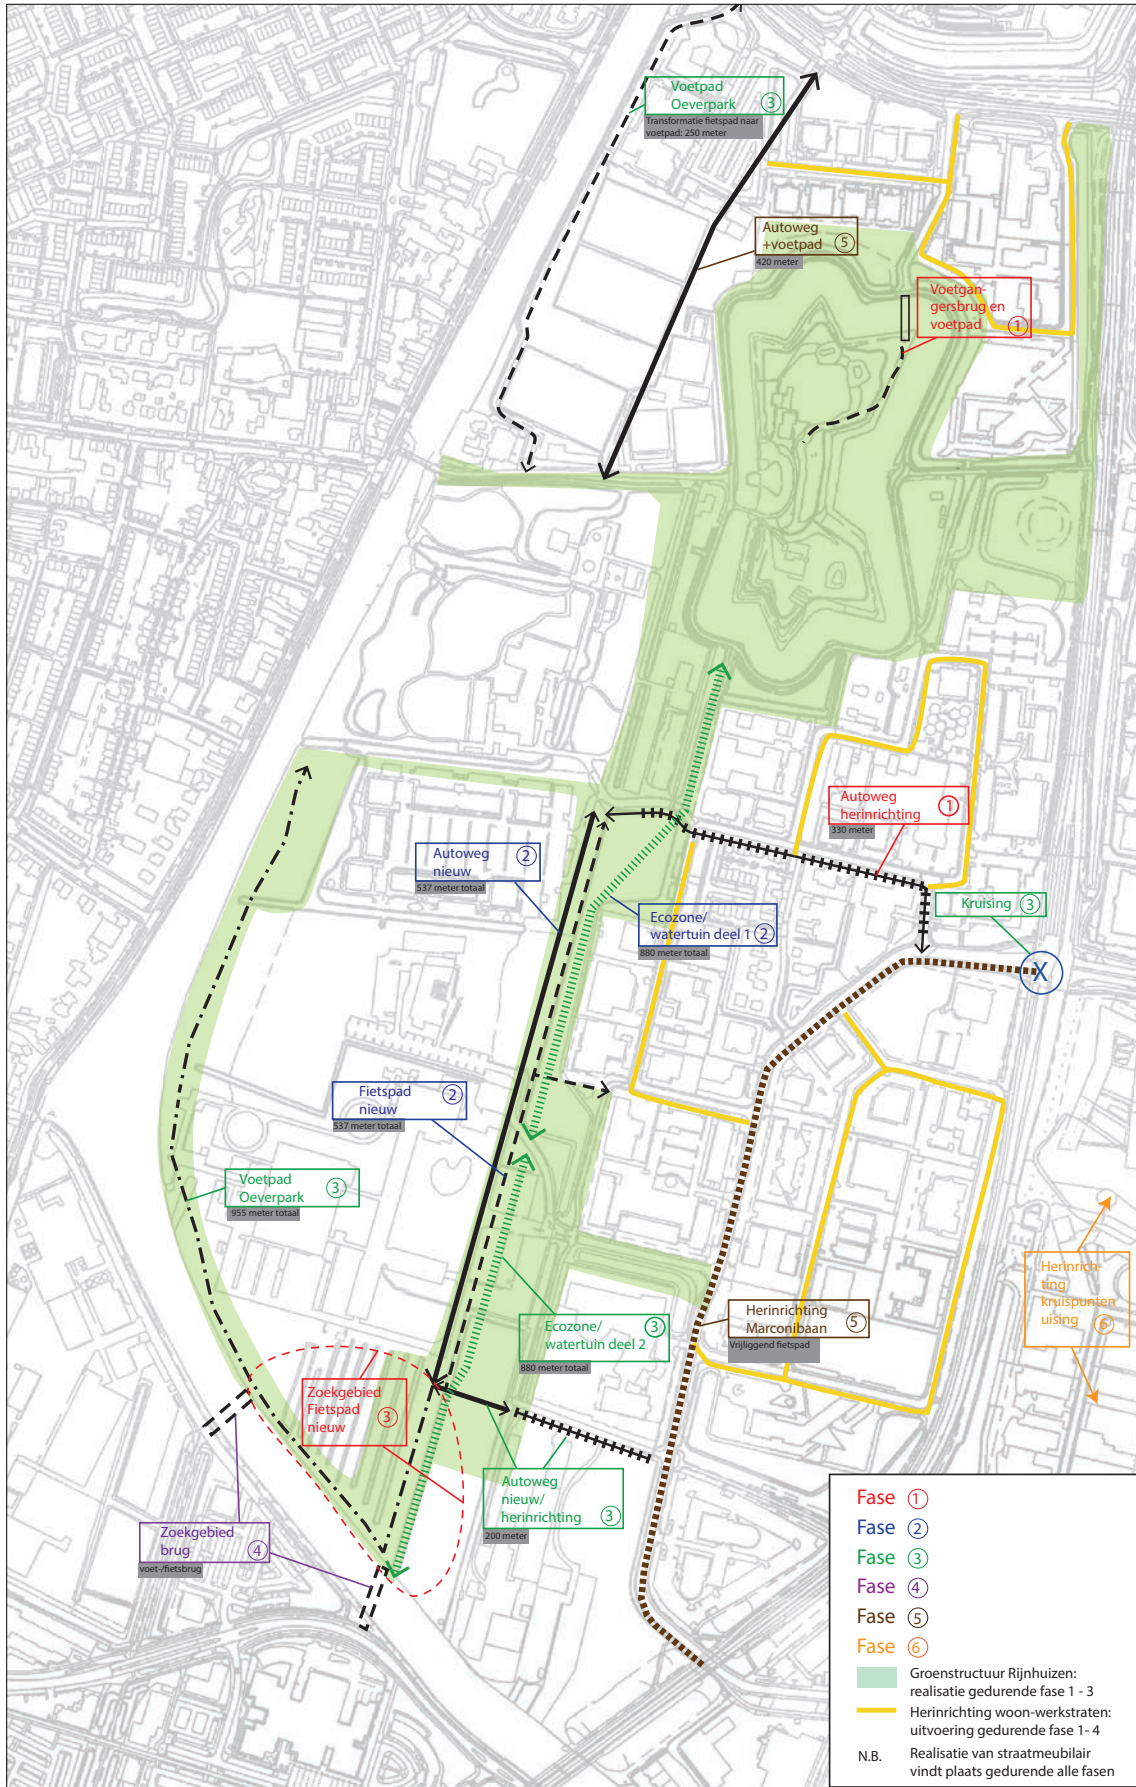 Voetpad
Oeverpark ③
Transformatie fietspad naar
voetpad: 250 meter
Autoweg
+voetpad ⑤
420 meter
Voetgan-
gersbrug en
voetpad ①
Autoweg ①
herinrichting
330 meter
Autoweg ②
nieuw
537 meter totaal
Kruising ③
X
Ecozone/
watertuin deel 1 ②
880 meter totaal
Fietspad ②
nieuw
537 meter totaal
Voetpad ③
Oeverpark
955 meter totaal
Herinrich-
ting
kruispunten
uising ⑥
Herinrichting
Marconibaan ⑤
Vrijliggend fietspad
Ecozone/ ③
watertuin deel 2
880 meter totaal
Zoekgebied
Fietspad ③
nieuw
Autoweg
nieuw/
herinrichting ③
200 meter
Zoekgebied
brug ④
voet-/fietsbrug
Fase ①
Fase ②
Fase ③
Fase ④
Fase ⑤
Fase ⑥
Groenstructuur Rijnhuizen:
realisatie gedurende fase 1 - 3
Herinrichting woon-werkstraten:
uitvoering gedurende fase 1- 4
N.B. Realisatie van straatmeubilair
vindt plaats gedurende alle fasen